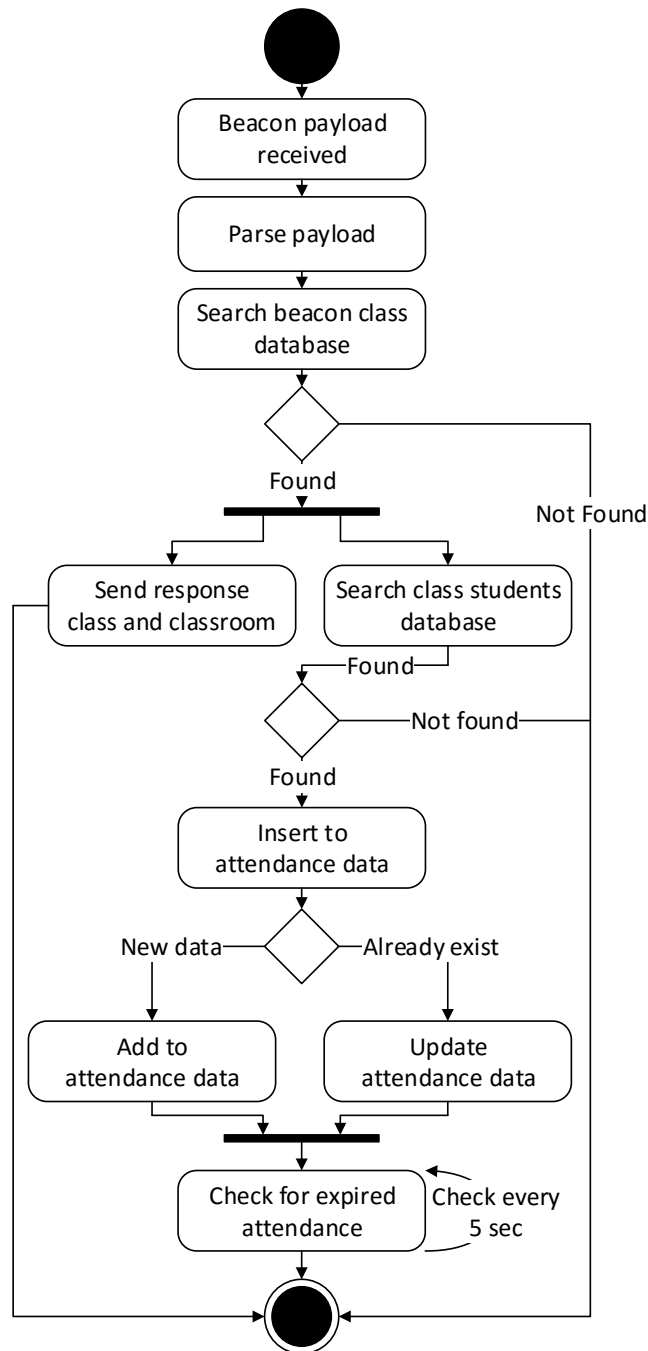 Beacon payload
received
Parse payload
Search beacon class
database
Found
Not Found
Send response
class and classroom
Search class students
database
Found
Not found
Found
Insert to
attendance data
New data
Already exist
Add to
attendance data
Update
attendance data
Check for expired
attendance
Check every
5 sec